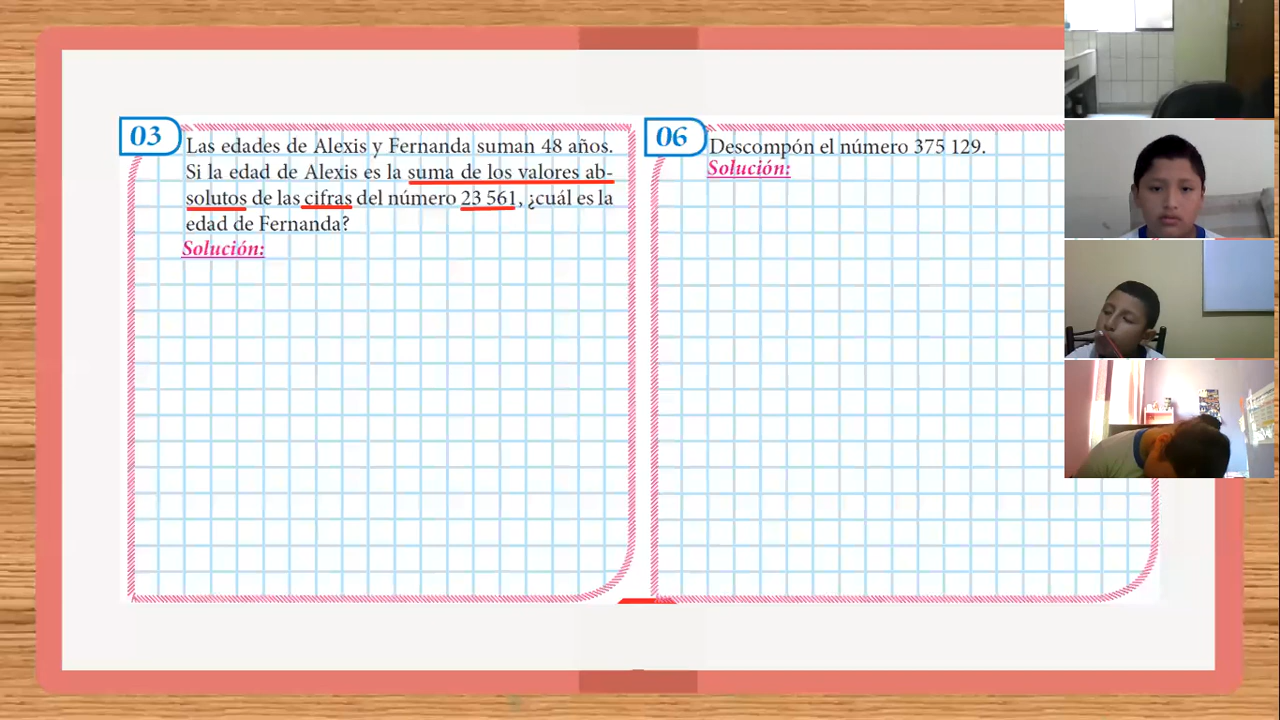 03
Las edades de Alexis y Fernanda suman 48 años.
Si la edad de Alexis es la suma de los valores ab-
solutos de las cifras del número 23 561, ¿cuál es la
edad de Fernanda?
Solución:
06
Descompón el número 375 129.
Solución: